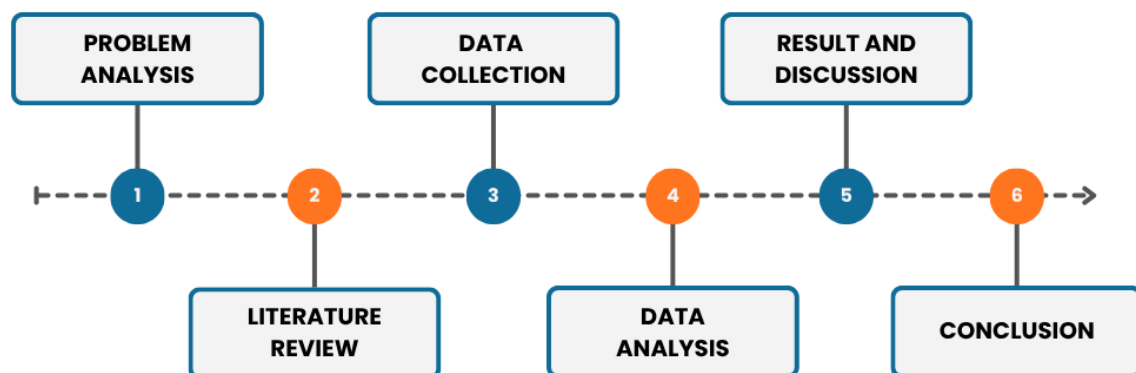 PROBLEM
ANALYSIS
DATA
COLLECTION
RESULT AND
DISCUSSION
1
2
3
4
5
6
LITERATURE
REVIEW
DATA
ANALYSIS
CONCLUSION